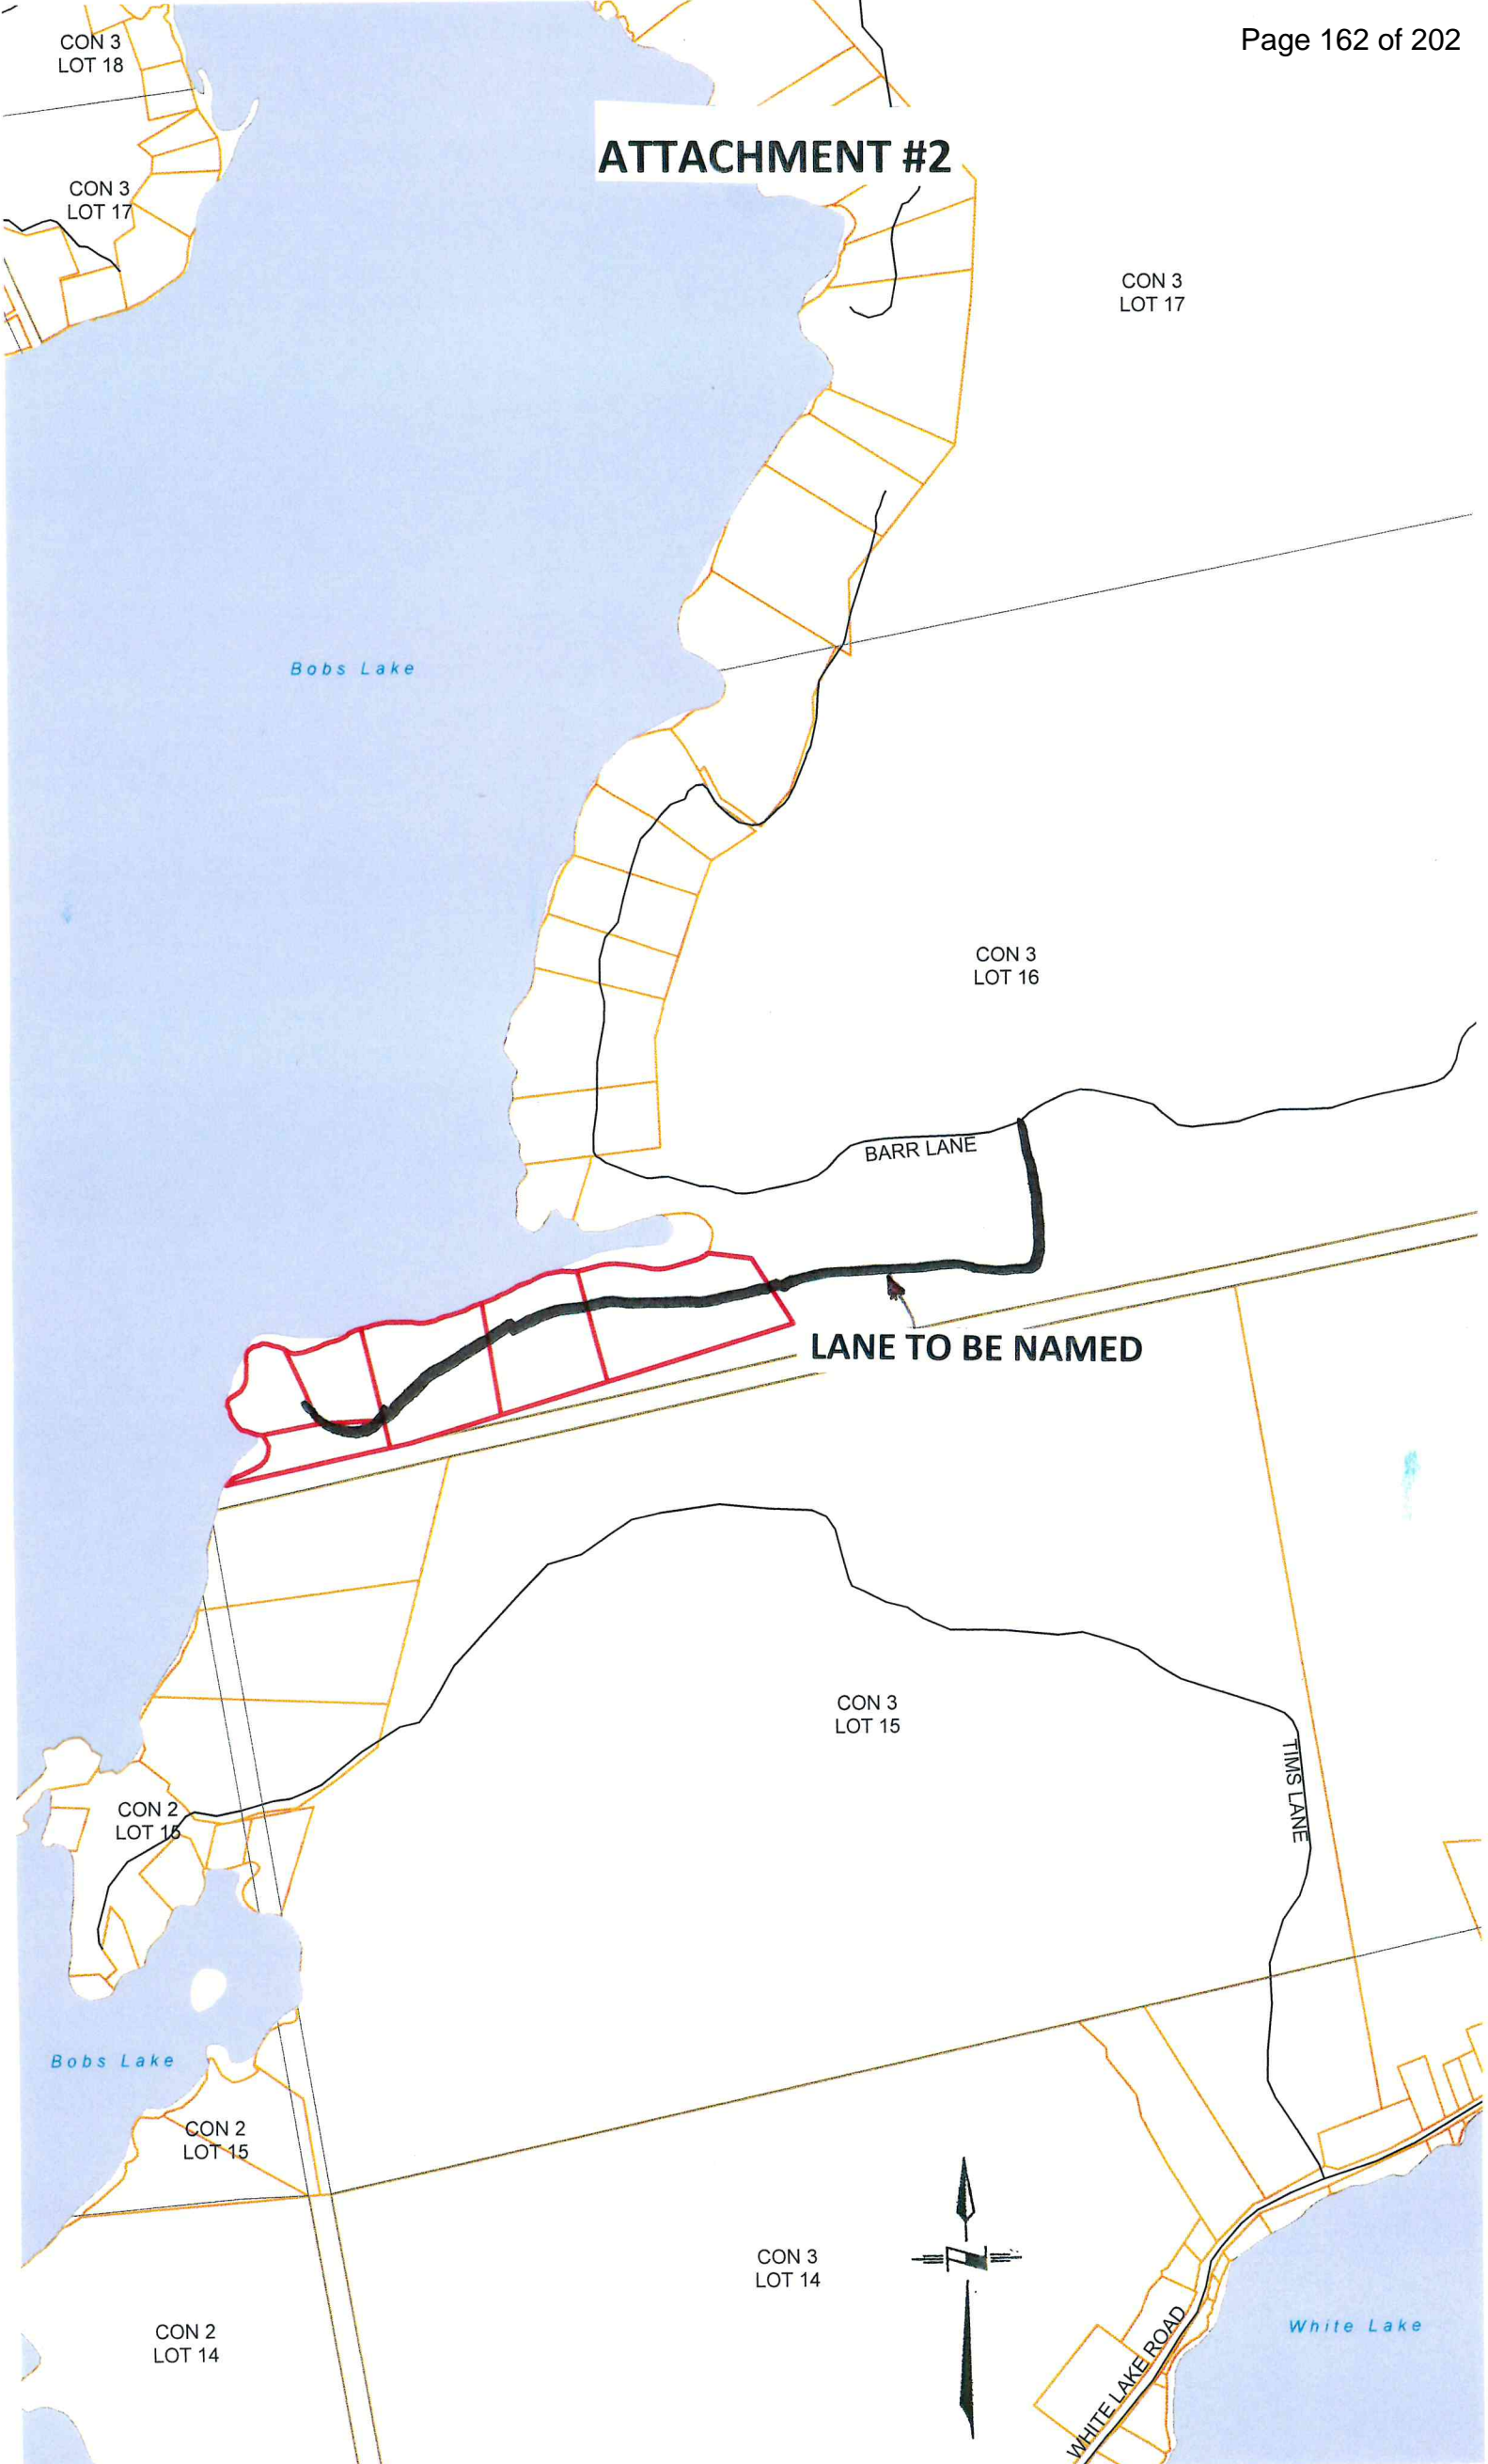 Page 162 of 202
CON 3
LOT 18
ATTACHMENT #2
CON 3
LOT 17
CON 3
LOT 17
Bobs Lake
CON 3
LOT 16
BARR LANE
LANE TO BE NAMED
CON 3
LOT 15
TIMS LANE
CON 2
LOT 15
Bobs Lake
CON 2
LOT 15
CON 3
LOT 14
CON 2
LOT 14
White Lake
WHITE LAKE ROAD
N